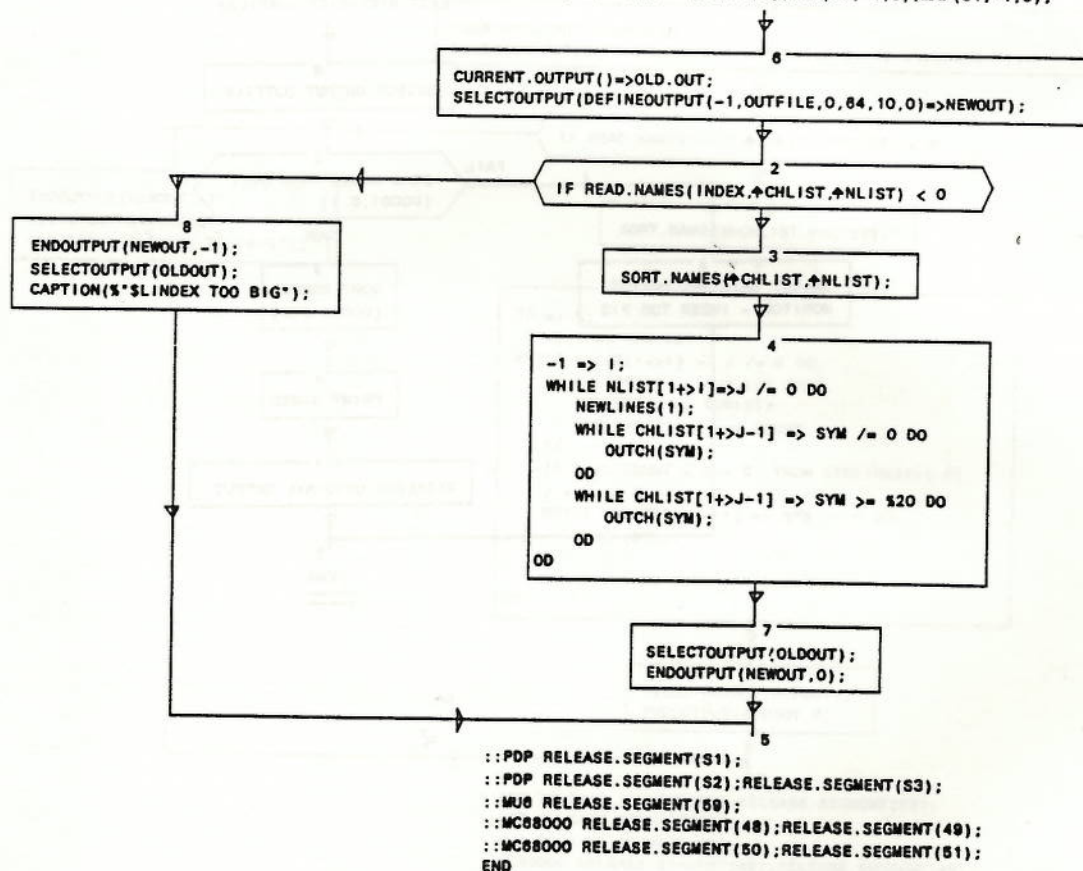 6
CURRENT.OUTPUT()=>OLD.OUT;
SELECTOUTPUT(DEFINEOUTPUT(-1,OUTFILE,0,64,10,0)=>NEWOUT);
2
IF READ.NAMES(INDEX,↑CHLIST,↑NLIST) < 0
8
ENDOUTPUT(NEWOUT,-1);
SELECTOUTPUT(OLDOUT);
CAPTION(%"$LINDEX TOO BIG");
3
SORT.NAMES(↑CHLIST,↑NLIST);
4
-1 => I;
WHILE NLIST[1+>I]=>J /= 0 DO
NEWLINES(1);
WHILE CHLIST[1+>J-1] => SYM /= 0 DO
OUTCH(SYM);
OD
WHILE CHLIST[1+>J-1] => SYM >= %20 DO
OUTCH(SYM);
OD
OD
7
SELECTOUTPUT(OLDOUT);
ENDOUTPUT(NEWOUT,0);
5
::PDP RELEASE.SEGMENT(S1);
::PDP RELEASE.SEGMENT(S2);RELEASE.SEGMENT(S3);
::MU6 RELEASE.SEGMENT(59);
::MC68000 RELEASE.SEGMENT(48);RELEASE.SEGMENT(49);
::MC68000 RELEASE.SEGMENT(50);RELEASE.SEGMENT(51);
END